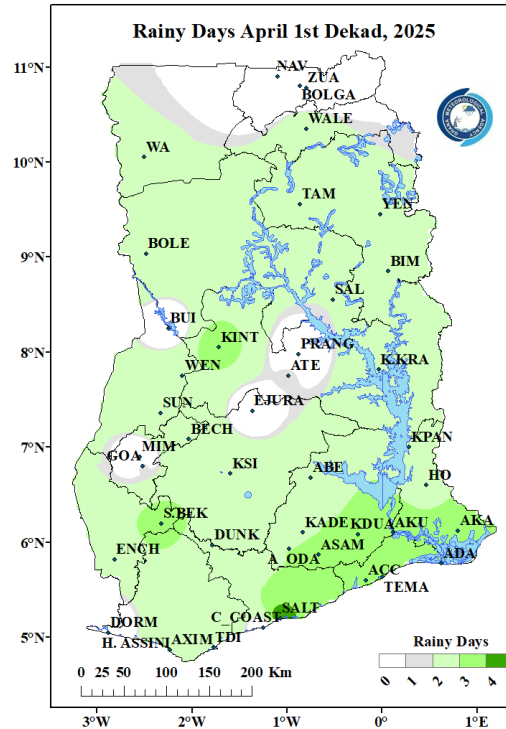 Rainy Days April 1st Dekad, 2025
11°N
NAV
ZUA
BOLGA
WALE
10°N
WA
TAM
YEN
9°N
BOLE
BIM
SAL
BUI
8°N
KINT
PRANG
WEN
ATE
K.KRA
SUN
EJURA
BECH
KPAN
7°N
GOA
MIM
KSI
ABE
HO
S.BEK
KADE
KDUA
AKU
AKA
6°N
ENCH
DUNK
A_ODA
ASAM
ADA
ACC
TEMA
DORM
C_COAST
SALT
5°N
H. ASSINI
AXIM
TDI
Rainy Days
0 25 50 100 150 200 Km
0 1 2 3 4
3°W 2°W 1°W 0° 1°E